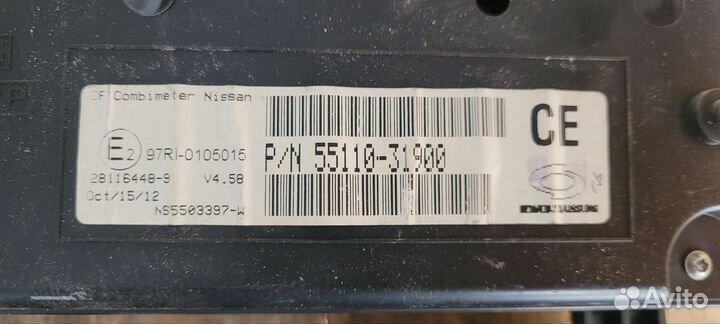 CF Combimeter Nissan
E2 97RI-0105015
28116448-9 V4.58
Oct/15/12
NS5503397-W
P/N 55110-31900
CE
Avito